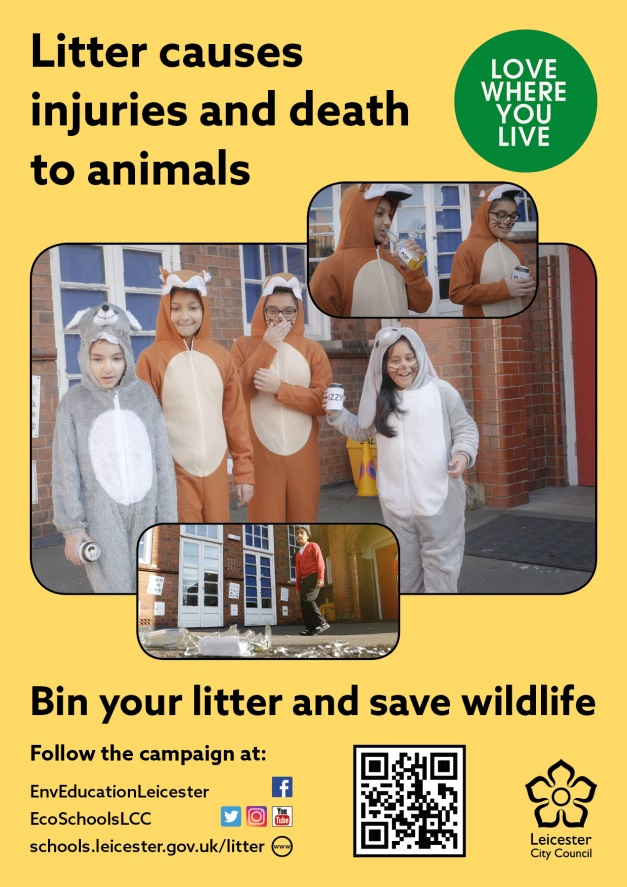 Litter causes
injuries and death
to animals
LOVE
WHERE
YOU
LIVE
Bin your litter and save wildlife
Follow the campaign at:
EnvEducationLeicester
EcoSchoolsLCC
You
Tube
schools.leicester.gov.uk/litter
www
Leicester
City Council